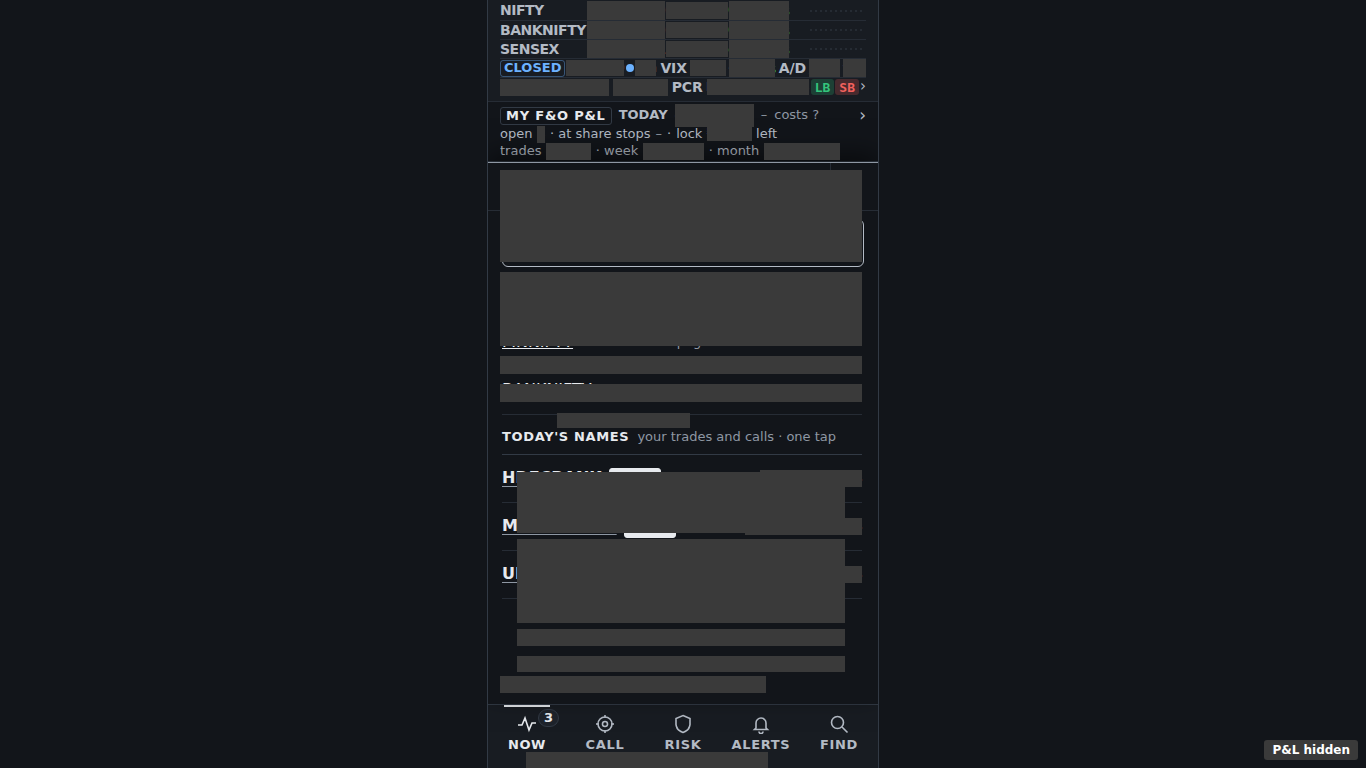 NIFTY
BANKNIFTY
SENSEX
CLOSED VIX A/D
PCR LB SB ›
MY F&O P&L TODAY – costs ? ›
open · at share stops – · lock left
trades · week · month
TODAY'S NAMES your trades and calls · one tap
3
NOW CALL RISK ALERTS FIND
P&L hidden